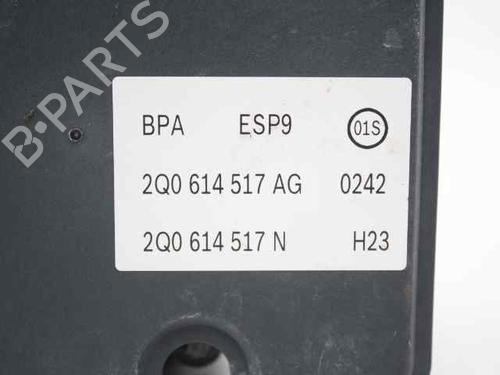 B·PARTS
BPA ESP9 01S
2Q0 614 517 AG 0242
2Q0 614 517 N H23